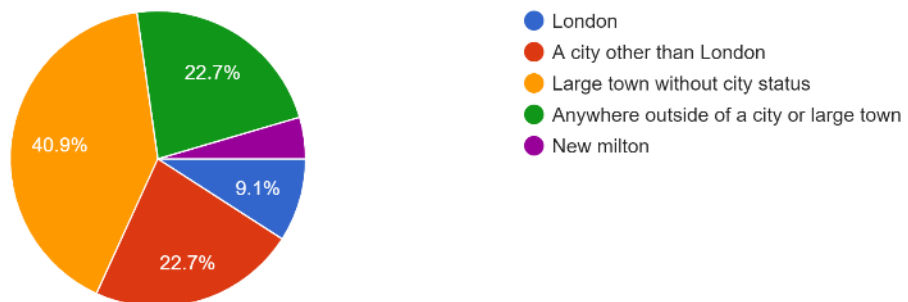 22.7%
40.9%
9.1%
22.7%
London
A city other than London
Large town without city status
Anywhere outside of a city or large town
New milton